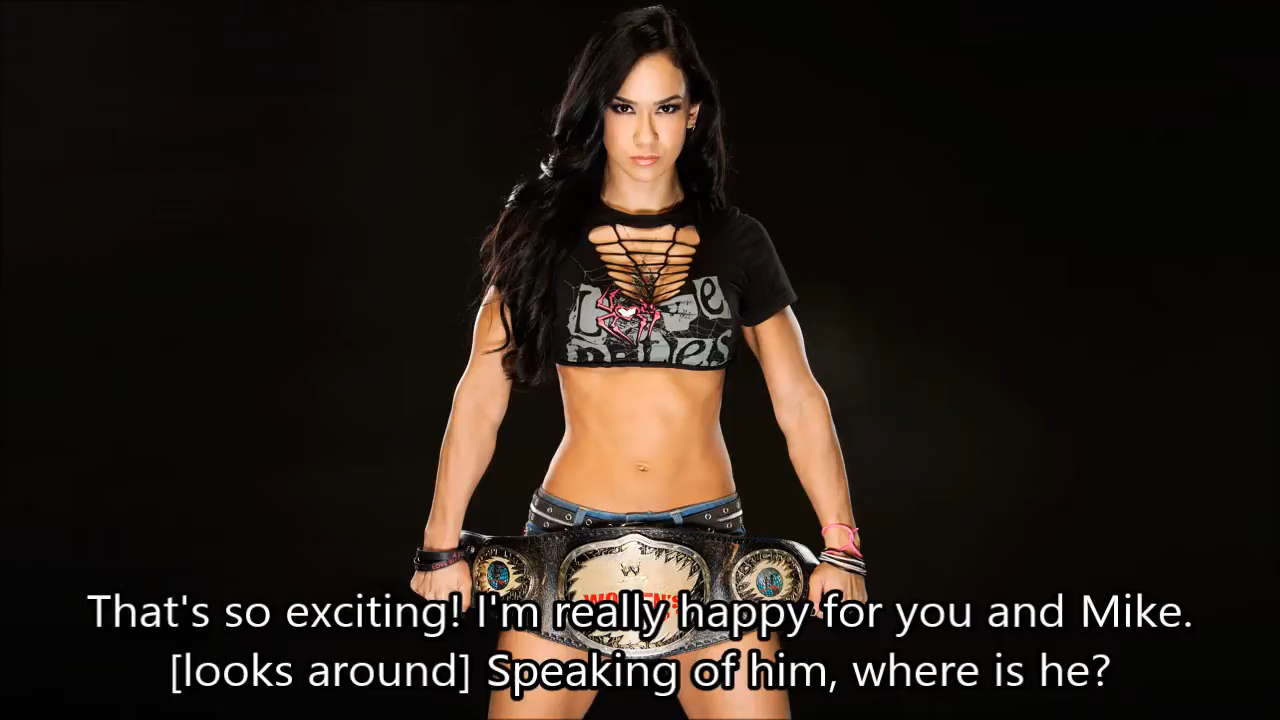 That's so exciting! I'm really happy for you and Mike.
[looks around] Speaking of him, where is he?